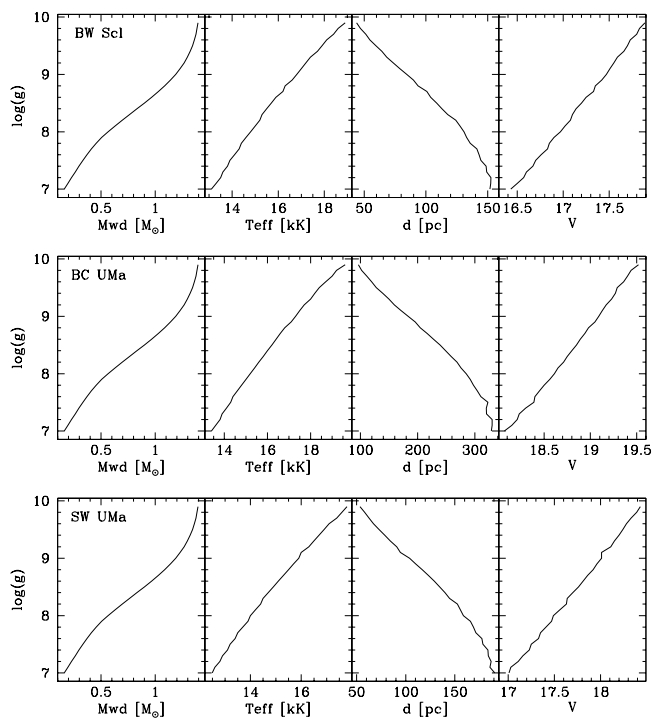 10
BW Scl
9
log(g)
8
7
0.5 1 14 16 18 50 100 150 16.5 17 17.5
Mwd [M⊙] Teff [kK] d [pc] V
10
BC UMa
9
log(g)
8
7
0.5 1 14 16 18 100 200 300 18.5 19 19.5
Mwd [M⊙] Teff [kK] d [pc] V
10
SW UMa
9
log(g)
8
7
0.5 1 14 16 50 100 150 17 17.5 18
Mwd [M⊙] Teff [kK] d [pc] V